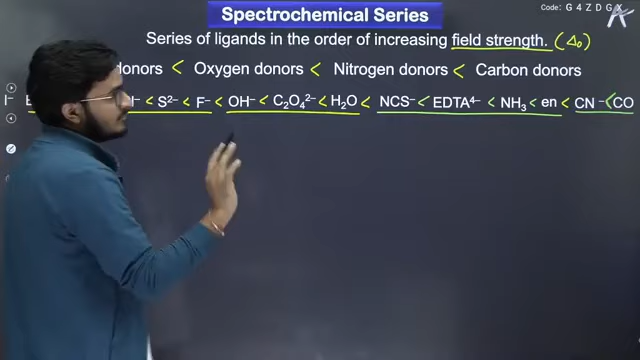 Code: G 4 Z D G X
Spectrochemical Series
Series of ligands in the order of increasing field strength. (Δ₀)
donors < Oxygen donors < Nitrogen donors < Carbon donors
I⁻ < S²⁻ < F⁻ < OH⁻ < C₂O₄²⁻ < H₂O < NCS⁻ < EDTA⁴⁻ < NH₃ < en < CN⁻ < CO